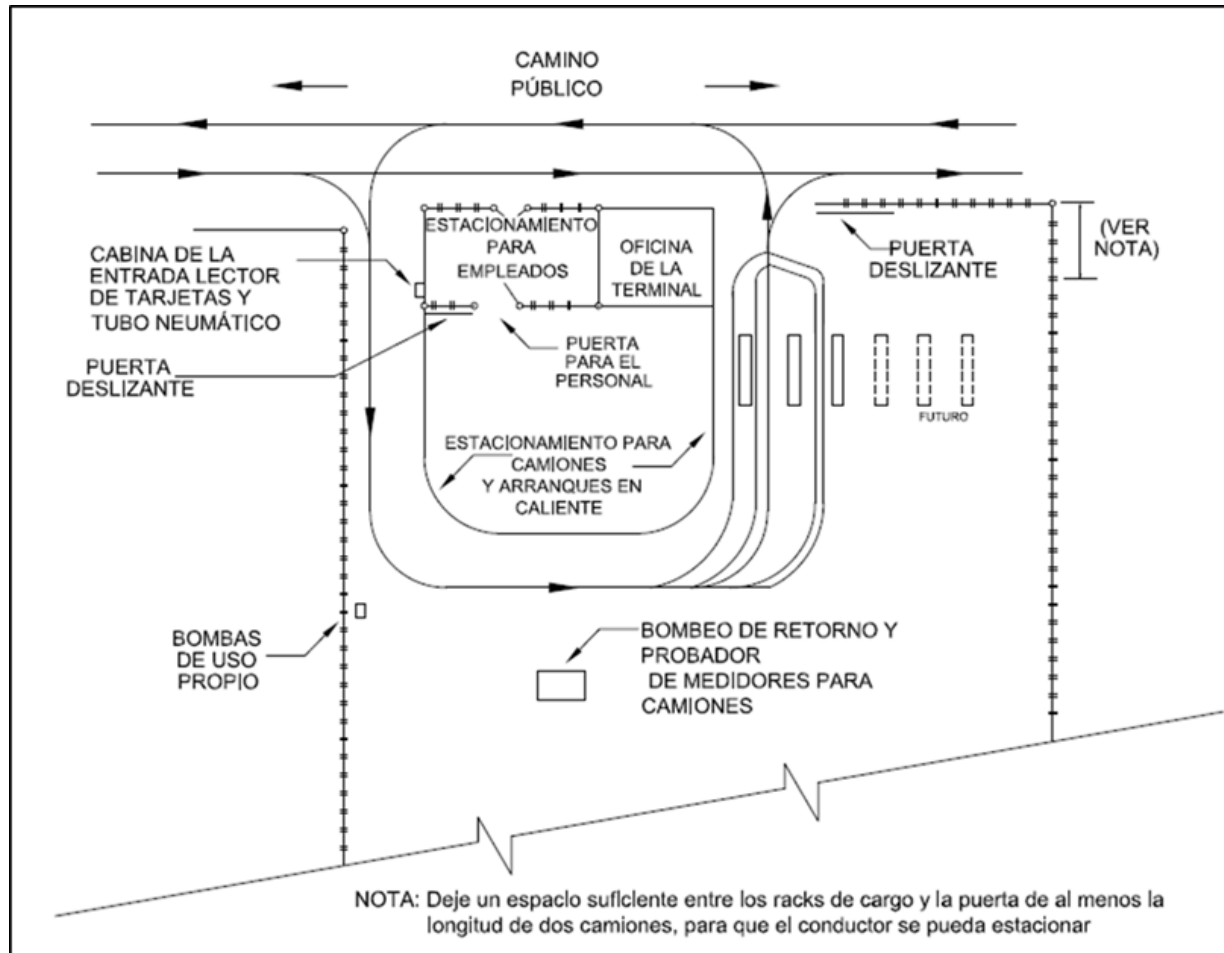 CAMINO
PÚBLICO
ESTACIONAMIENTO
PARA
EMPLEADOS
OFICINA
DE LA
TERMINAL
PUERTA
DESLIZANTE
(VER
NOTA)
CABINA DE LA
ENTRADA LECTOR
DE TARJETAS Y
TUBO NEUMÁTICO
PUERTA
DESLIZANTE
PUERTA
PARA EL
PERSONAL
FUTURO
ESTACIONAMIENTO PARA
CAMIONES
Y ARRANQUES EN
CALIENTE
BOMBAS
DE USO
PROPIO
BOMBEO DE RETORNO Y
PROBADOR
DE MEDIDORES PARA
CAMIONES
NOTA: Deje un espacio suficiente entre los racks de cargo y la puerta de al menos la
longitud de dos camiones, para que el conductor se pueda estacionar